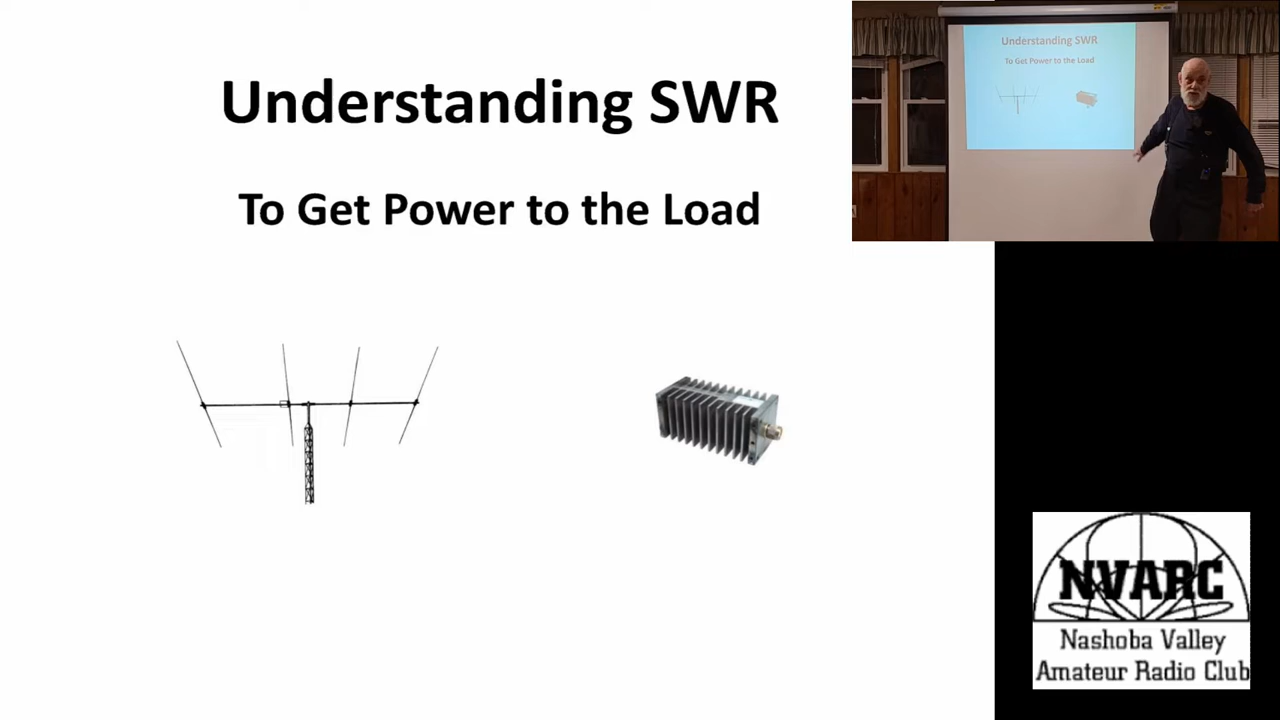 Understanding SWR
To Get Power to the Load
Understanding SWR
To Get Power to the Load
NVARC
Nashoba Valley
Amateur Radio Club